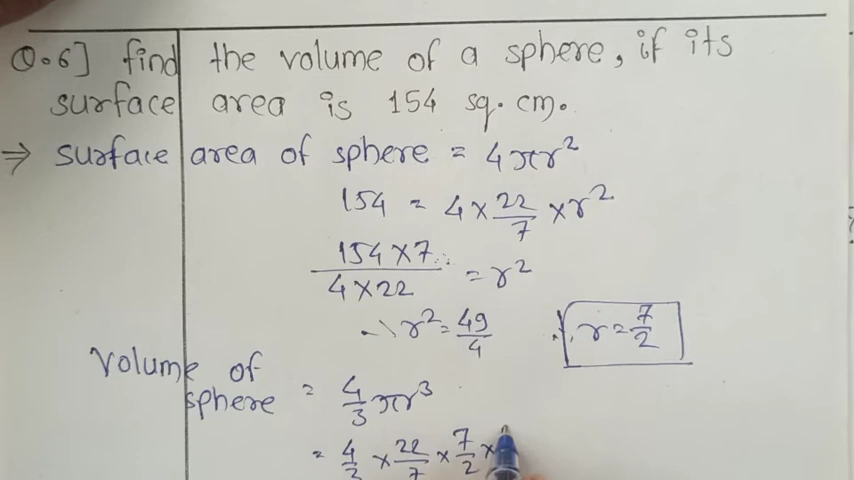 Q.6] find the volume of a sphere, if its
surface area is 154 sq. cm.
⇒ surface area of sphere = 4πr²
154 = 4 × 22/7 × r²
154×7 / 4×22 = r²
∴ r² = 49/4 ∴ r = 7/2
Volume of
sphere = 4/3 πr³
= 4/3 × 22/7 × 7/2 ×